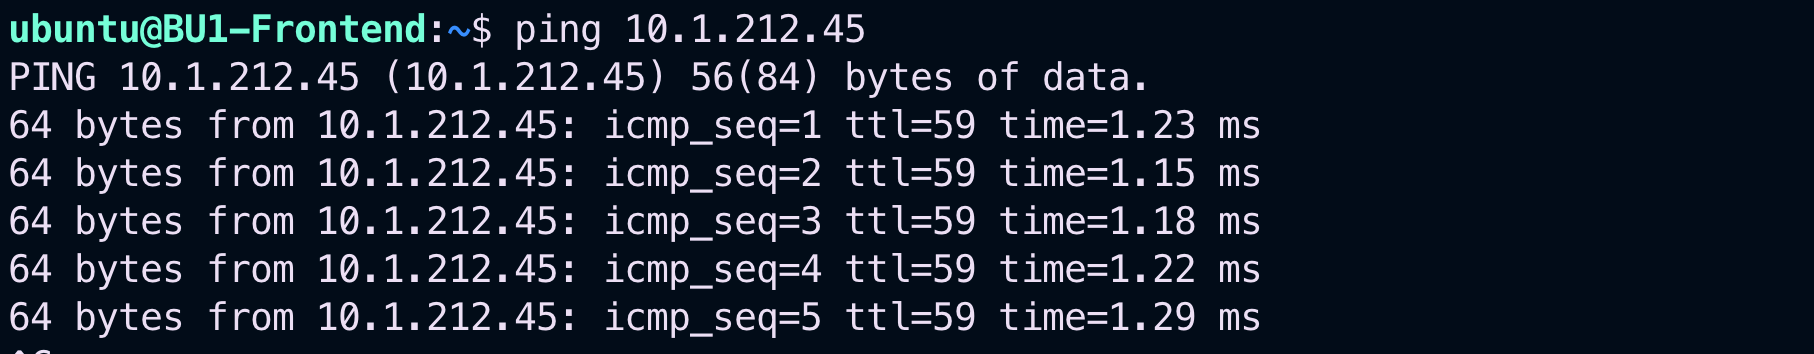 ubuntu@BU1-Frontend:~$ ping 10.1.212.45
PING 10.1.212.45 (10.1.212.45) 56(84) bytes of data.
64 bytes from 10.1.212.45: icmp_seq=1 ttl=59 time=1.23 ms
64 bytes from 10.1.212.45: icmp_seq=2 ttl=59 time=1.15 ms
64 bytes from 10.1.212.45: icmp_seq=3 ttl=59 time=1.18 ms
64 bytes from 10.1.212.45: icmp_seq=4 ttl=59 time=1.22 ms
64 bytes from 10.1.212.45: icmp_seq=5 ttl=59 time=1.29 ms